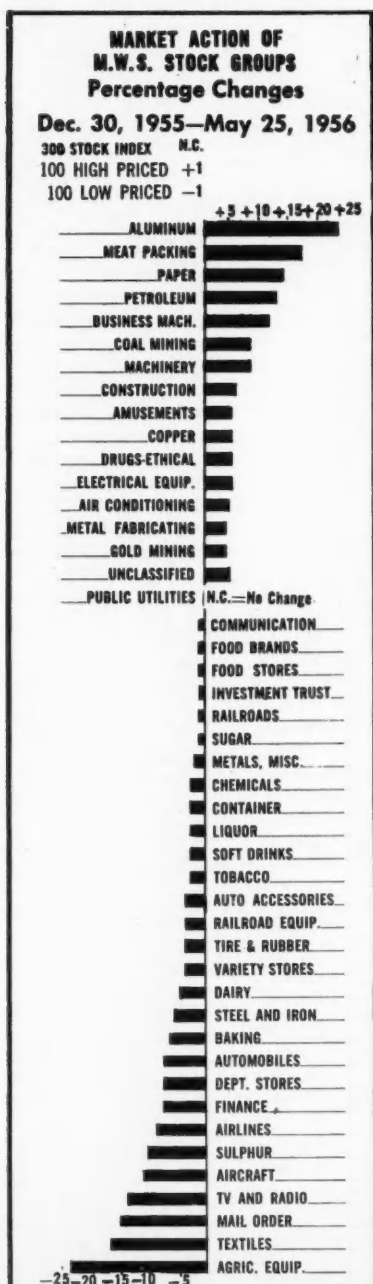 MARKET ACTION OF
M.W.S. STOCK GROUPS
Percentage Changes
Dec. 30, 1955—May 25, 1956
300 STOCK INDEX N.C.
100 HIGH PRICED +1
100 LOW PRICED −1
+5 +10 +15 +20 +25
ALUMINUM
MEAT PACKING
PAPER
PETROLEUM
BUSINESS MACH.
COAL MINING
MACHINERY
CONSTRUCTION
AMUSEMENTS
COPPER
DRUGS-ETHICAL
ELECTRICAL EQUIP.
AIR CONDITIONING
METAL FABRICATING
GOLD MINING
UNCLASSIFIED
PUBLIC UTILITIES N.C.=No Change
COMMUNICATION
FOOD BRANDS
FOOD STORES
INVESTMENT TRUST
RAILROADS
SUGAR
METALS, MISC.
CHEMICALS
CONTAINER
LIQUOR
SOFT DRINKS
TOBACCO
AUTO ACCESSORIES
RAILROAD EQUIP.
TIRE & RUBBER
VARIETY STORES
DAIRY
STEEL AND IRON
BAKING
AUTOMOBILES
DEPT. STORES
FINANCE
AIRLINES
SULPHUR
AIRCRAFT
TV AND RADIO
MAIL ORDER
TEXTILES
AGRIC. EQUIP.
−25 −20 −15 −10 −5